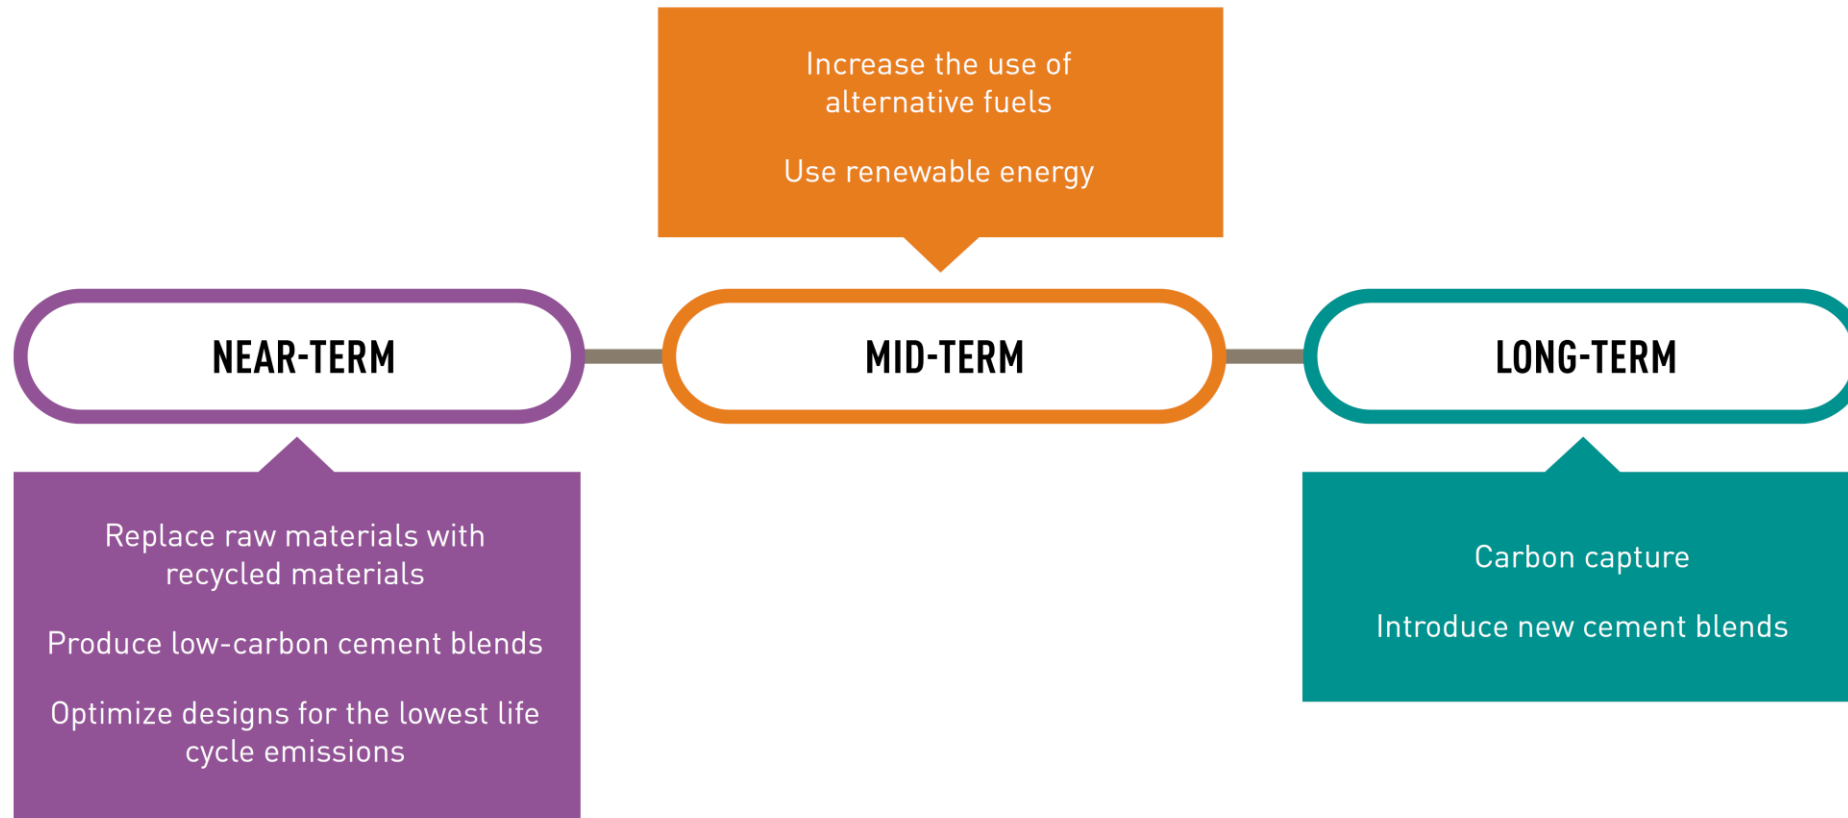 Increase the use of
alternative fuels
Use renewable energy
NEAR-TERM
MID-TERM
LONG-TERM
Replace raw materials with
recycled materials
Produce low-carbon cement blends
Optimize designs for the lowest life
cycle emissions
Carbon capture
Introduce new cement blends